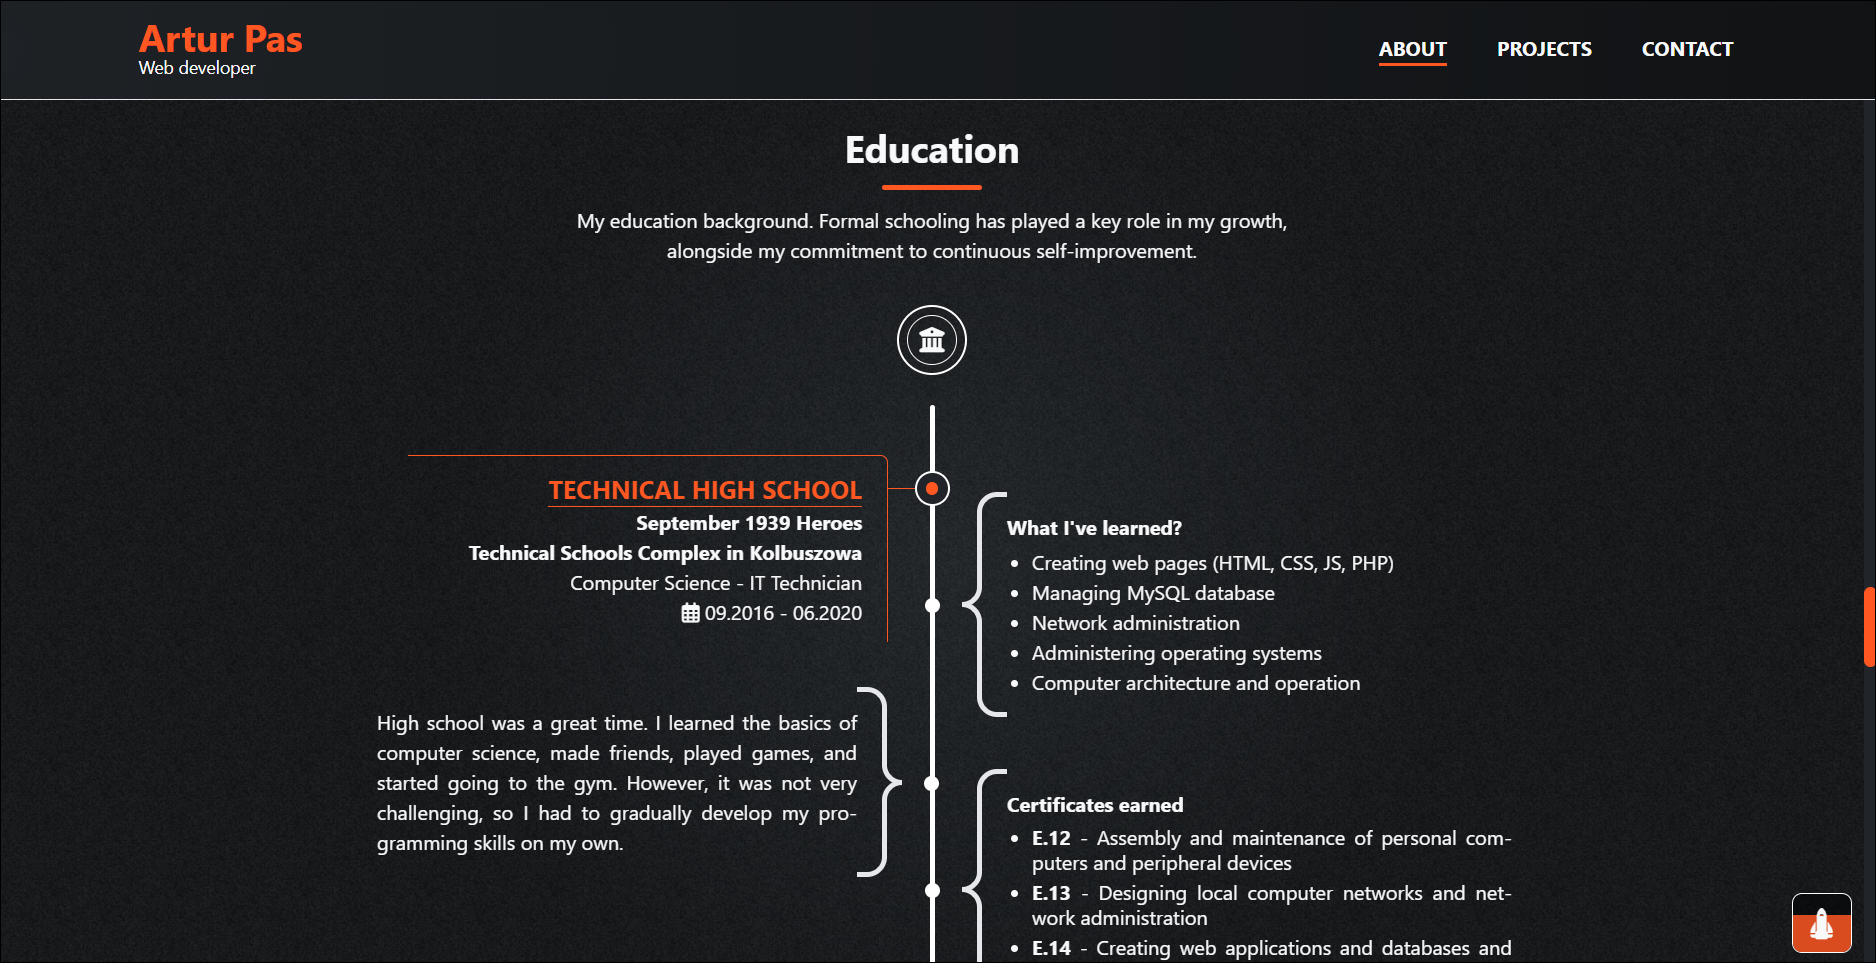 Artur Pas
Web developer
ABOUT
PROJECTS
CONTACT
Education
My education background. Formal schooling has played a key role in my growth,
alongside my commitment to continuous self-improvement.
TECHNICAL HIGH SCHOOL
September 1939 Heroes
Technical Schools Complex in Kolbuszowa
Computer Science - IT Technician
09.2016 - 06.2020
What I've learned?
• Creating web pages (HTML, CSS, JS, PHP)
• Managing MySQL database
• Network administration
• Administering operating systems
• Computer architecture and operation
High school was a great time. I learned the basics of
computer science, made friends, played games, and
started going to the gym. However, it was not very
challenging, so I had to gradually develop my pro-
gramming skills on my own.
Certificates earned
• E.12 - Assembly and maintenance of personal com-
puters and peripheral devices
• E.13 - Designing local computer networks and net-
work administration
• E.14 - Creating web applications and databases and